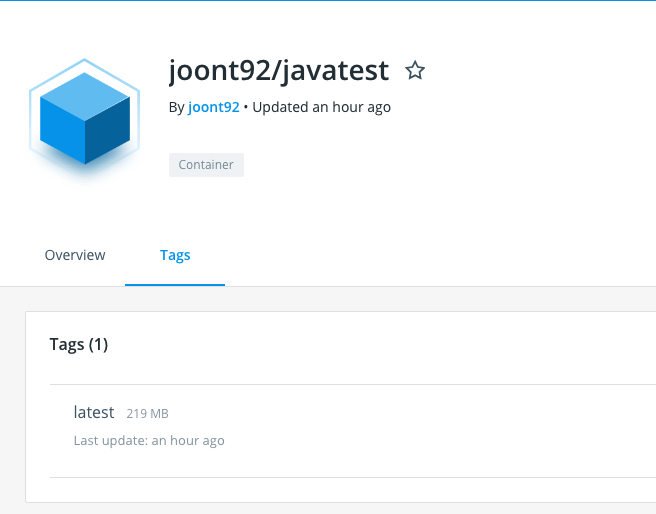 joont92/javatest
By joont92 • Updated an hour ago
Container
Overview Tags
Tags (1)
latest 219 MB
Last update: an hour ago